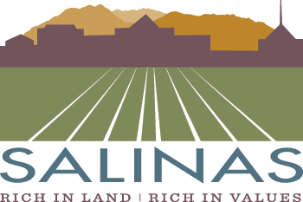 SALINAS
RICH IN LAND | RICH IN VALUES